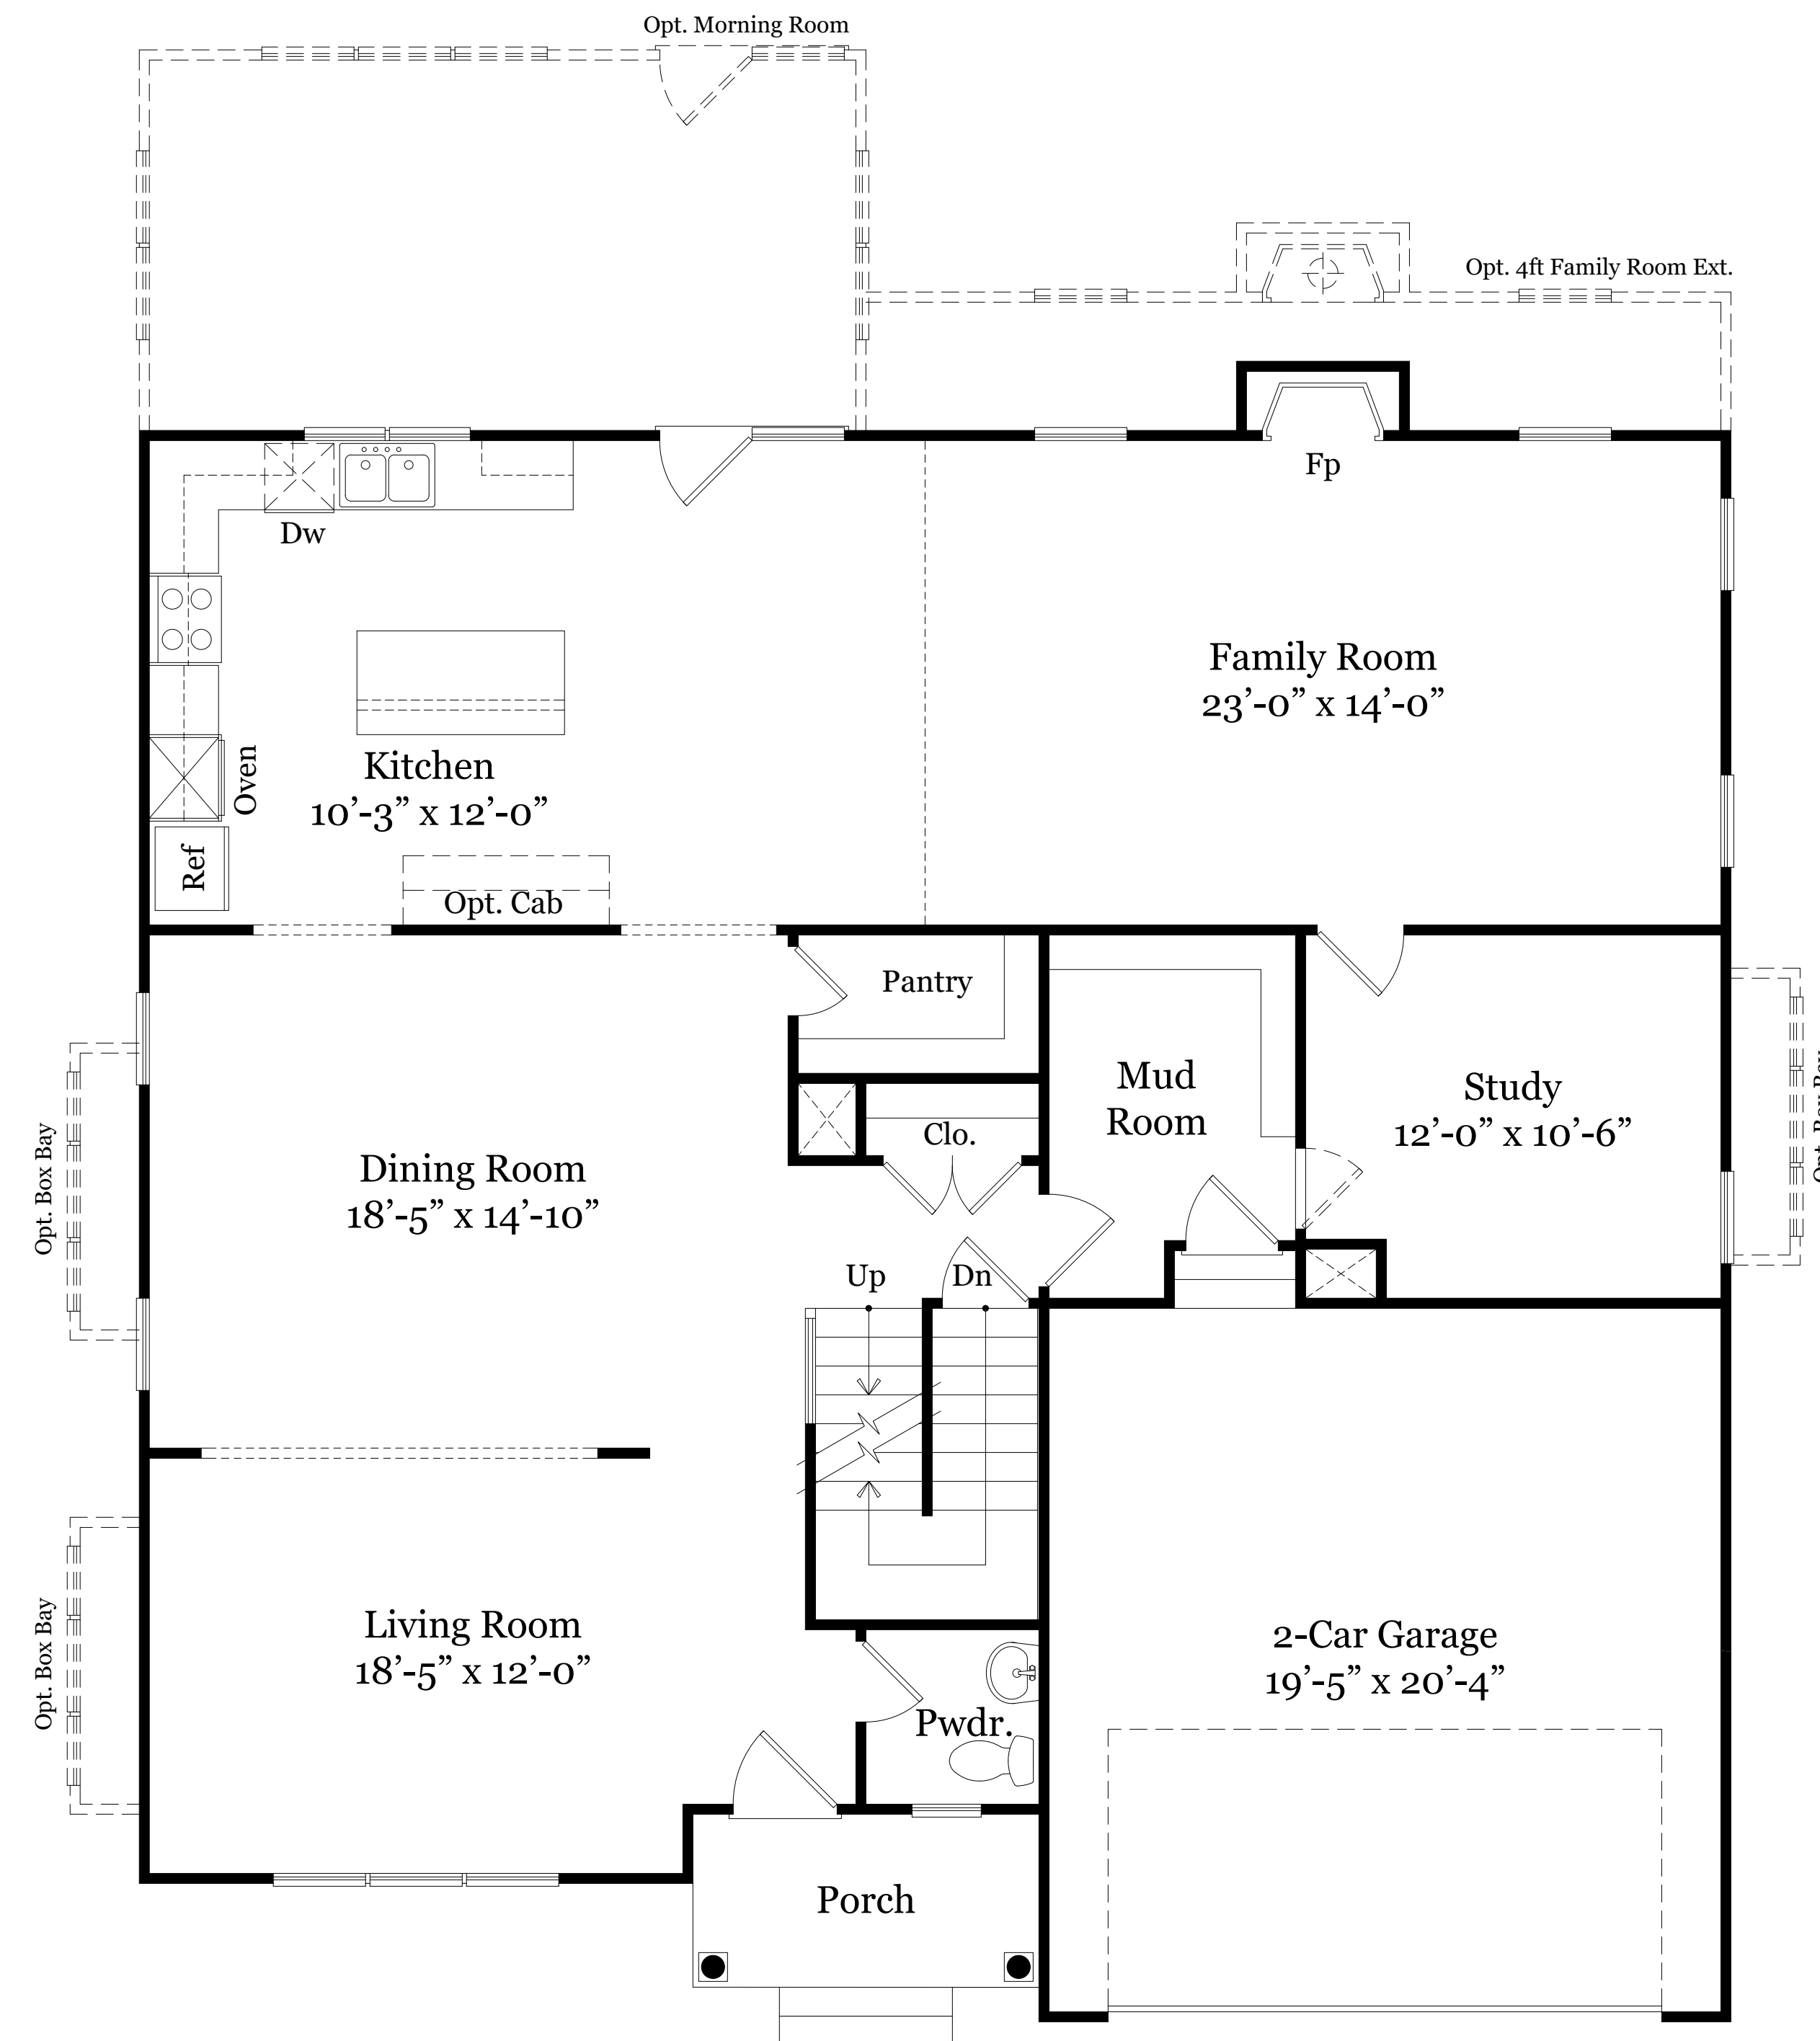 Opt. Morning Room
Opt. 4ft Family Room Ext.
Fp
Dw
Family Room
23’-0” x 14’-0”
Kitchen
10’-3” x 12’-0”
Oven
Ref
Opt. Cab
Pantry
Mud
Room
Study
12’-0” x 10’-6”
Clo.
Opt. Box Bay
Dining Room
18’-5” x 14’-10”
Up
Dn
Opt. Box Bay
Living Room
18’-5” x 12’-0”
2-Car Garage
19’-5” x 20’-4”
Pwdr.
Porch